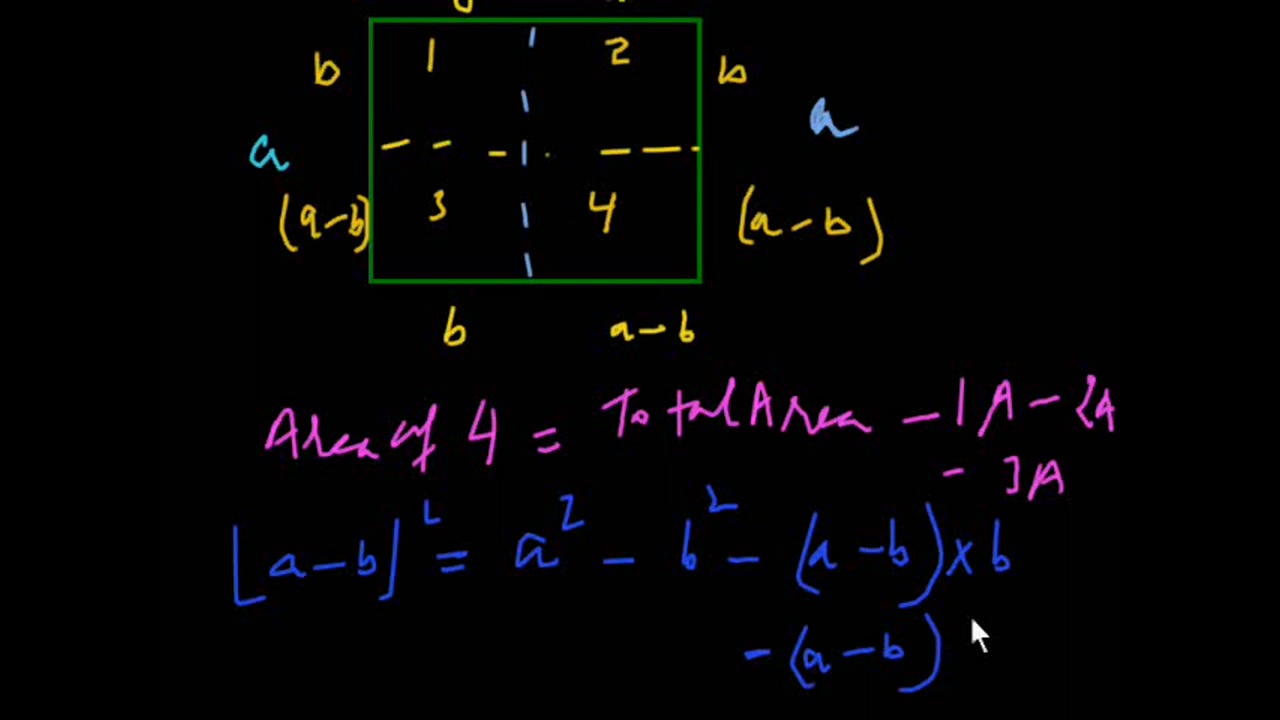 1 2
b b
a a
3 4
(a-b) (a-b)
b a-b
Area of 4 = Total Area - 1A - 2A
- 3A
[a-b]² = a² - b² - (a-b)×b
- (a-b)